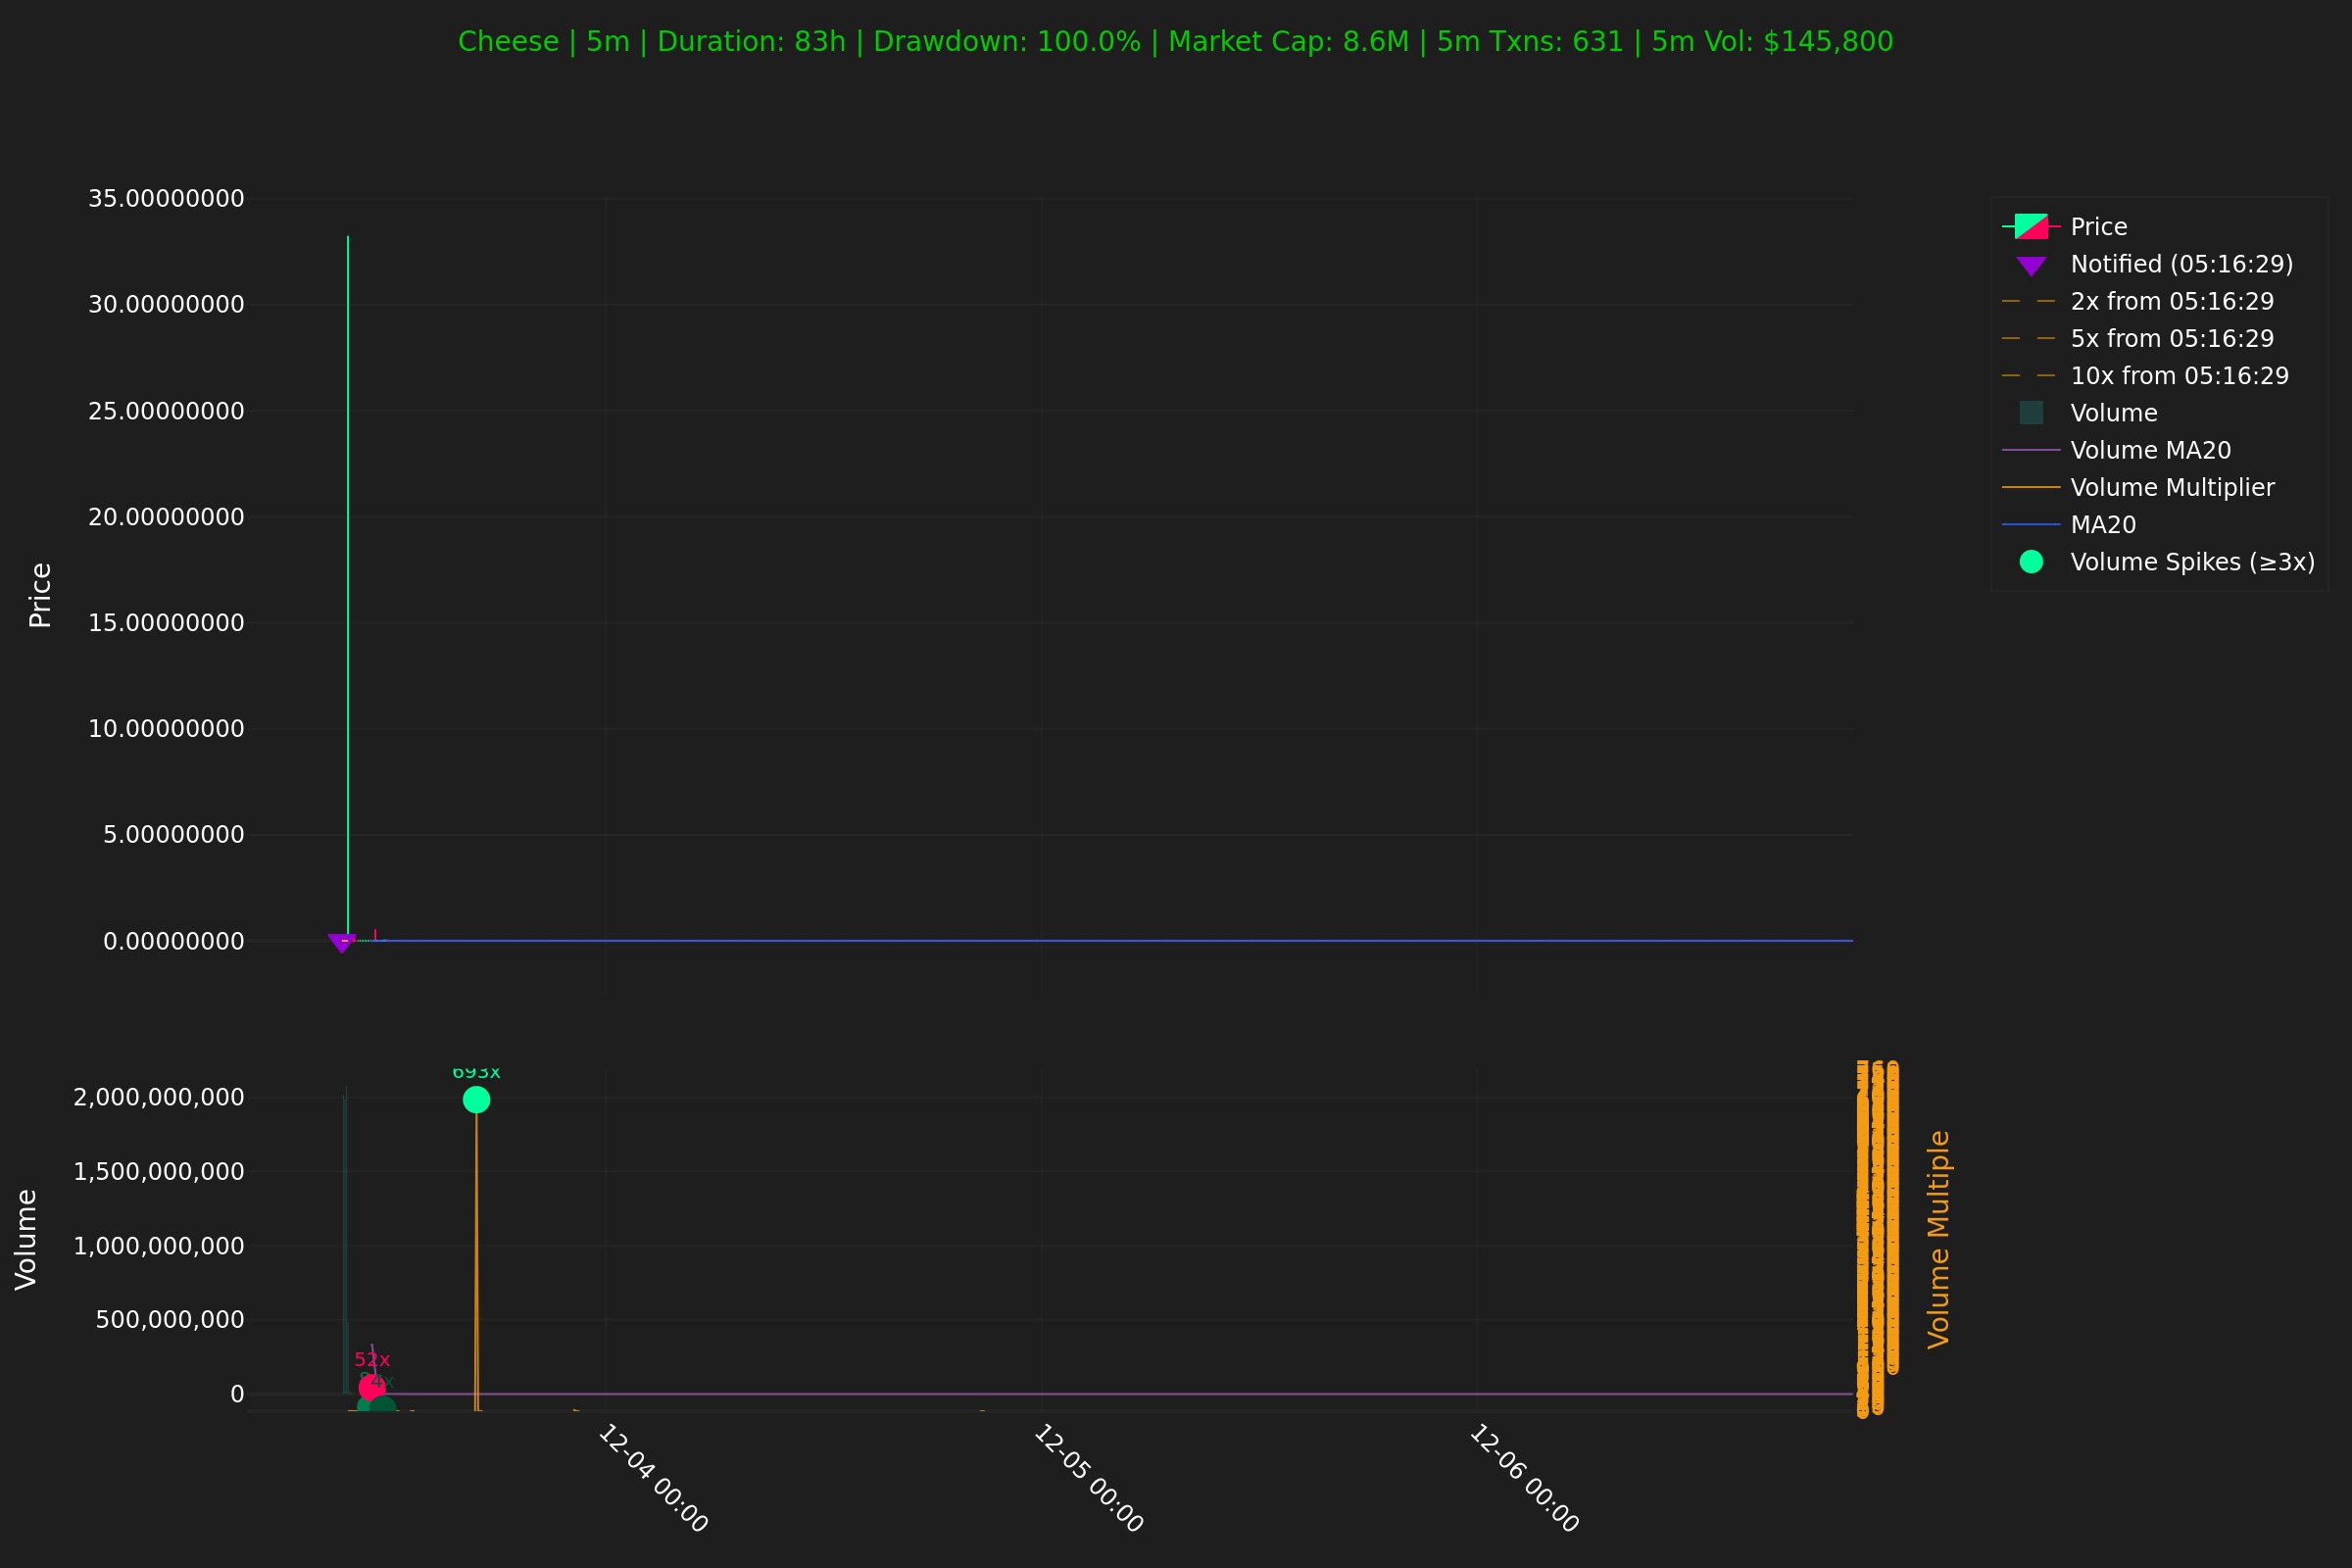 Cheese | 5m | Duration: 83h | Drawdown: 100.0% | Market Cap: 8.6M | 5m Txns: 631 | 5m Vol: $145,800
35.00000000
30.00000000
25.00000000
20.00000000
15.00000000
10.00000000
5.00000000
0.00000000
Price
Price
Notified (05:16:29)
2x from 05:16:29
5x from 05:16:29
10x from 05:16:29
Volume
Volume MA20
Volume Multiplier
MA20
Volume Spikes (≥3x)
2,000,000,000
1,500,000,000
1,000,000,000
500,000,000
0
Volume
693x
52x
4x
Volume Multiple
12-04 00:00
12-05 00:00
12-06 00:00